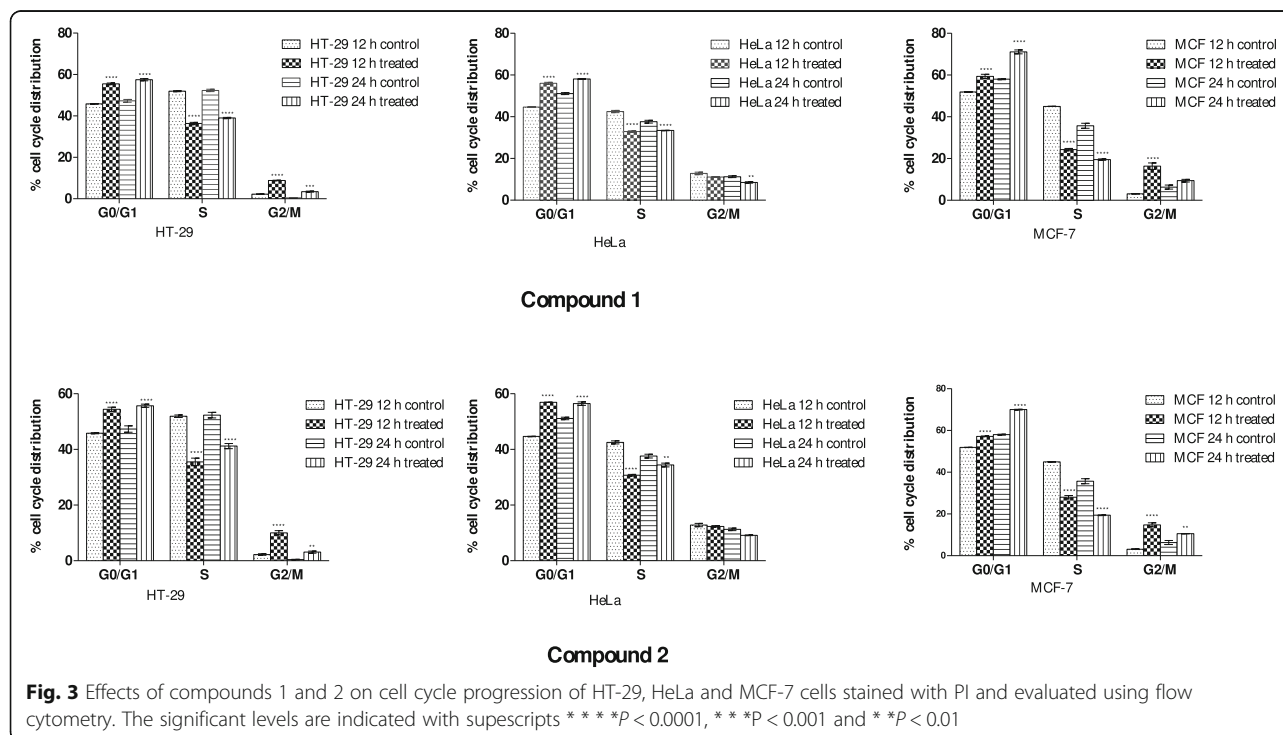 80
60
40
20
0
% cell cycle distribution
G0/G1 S G2/M
HT-29
HT-29 12 h control
HT-29 12 h treated
HT-29 24 h control
HT-29 24 h treated
**** **** **** **** **** ***
80
60
40
20
0
% cell cycle distribution
G0/G1 S G2/M
HeLa
HeLa 12 h control
HeLa 12 h treated
HeLa 24 h control
HeLa 24 h treated
**** **** **** **** **
80
60
40
20
0
% cell cycle distribution
G0/G1 S G2/M
MCF-7
MCF 12 h control
MCF 12 h treated
MCF 24 h control
MCF 24 h treated
**** **** **** **** ****
Compound 1
60
40
20
0
% cell cycle distribution
G0/G1 S G2/M
HT-29
HT-29 12 h control
HT-29 12 h treated
HT-29 24 h control
HT-29 24 h treated
**** **** **** **** **** **
60
40
20
0
% cell cycle distribution
G0/G1 S G2/M
HeLa
HeLa 12 h control
HeLa 12 h treated
HeLa 24 h control
HeLa 24 h treated
**** **** **** **
80
60
40
20
0
% cell cycle distribution
G0/G1 S G2/M
MCF-7
MCF 12 h control
MCF 12 h treated
MCF 24 h control
MCF 24 h treated
**** **** **** **** **** **
Compound 2
Fig. 3 Effects of compounds 1 and 2 on cell cycle progression of HT-29, HeLa and MCF-7 cells stained with PI and evaluated using flow
cytometry. The significant levels are indicated with supescripts * * * *P < 0.0001, * * *P < 0.001 and * *P < 0.01